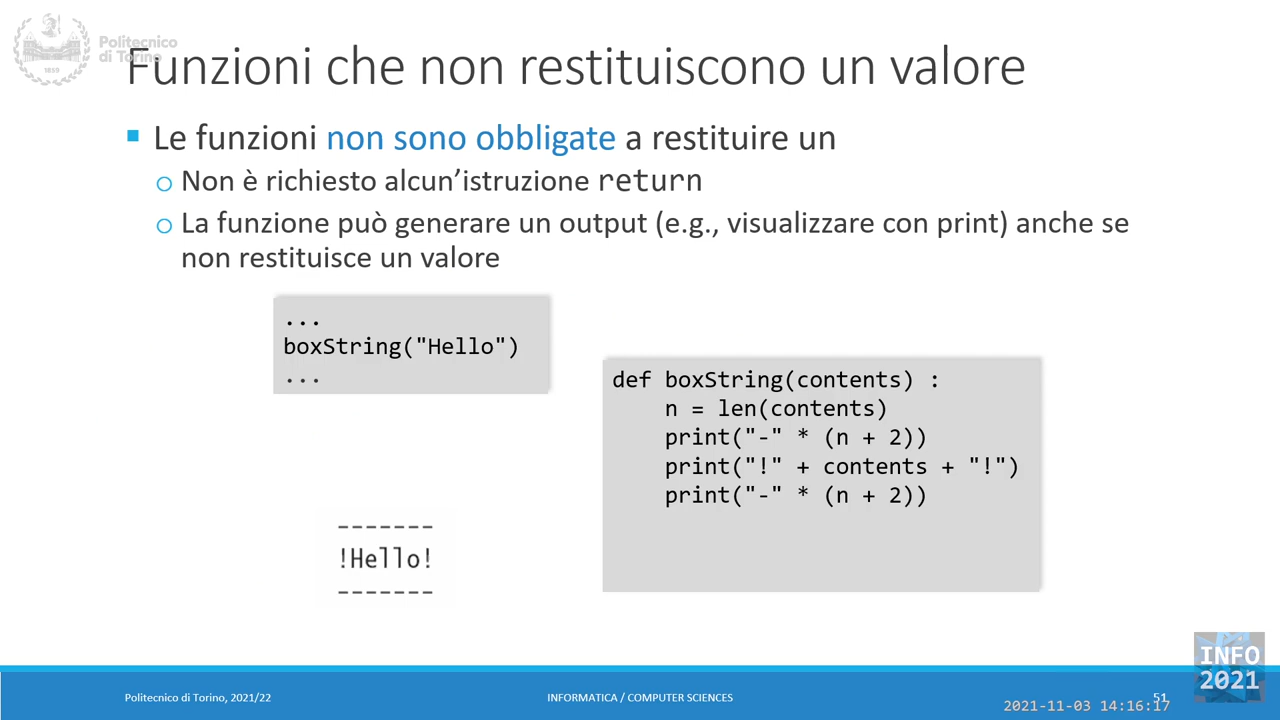 Politecnico
di Torino
1859
Funzioni che non restituiscono un valore
Le funzioni non sono obbligate a restituire un
Non è richiesto alcun’istruzione return
La funzione può generare un output (e.g., visualizzare con print) anche se
non restituisce un valore
...
boxString("Hello")
...
def boxString(contents) :
    n = len(contents)
    print("-" * (n + 2))
    print("!" + contents + "!")
    print("-" * (n + 2))
-------
!Hello!
-------
INFO
2021
Politecnico di Torino, 2021/22
INFORMATICA / COMPUTER SCIENCES
51
2021-11-03 14:16:17